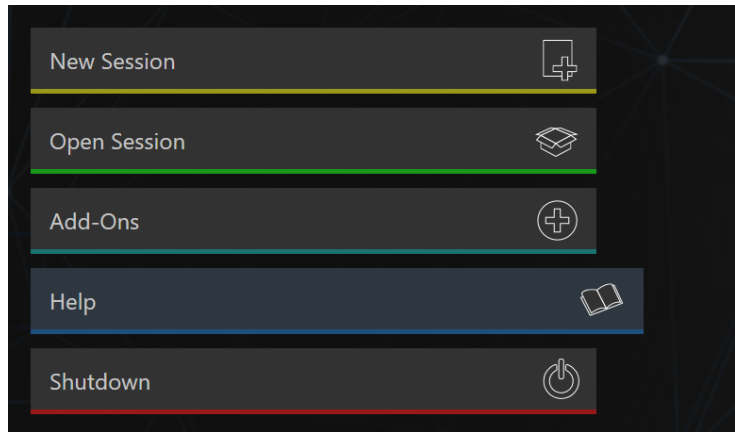 New Session
Open Session
Add-Ons
Help
Shutdown